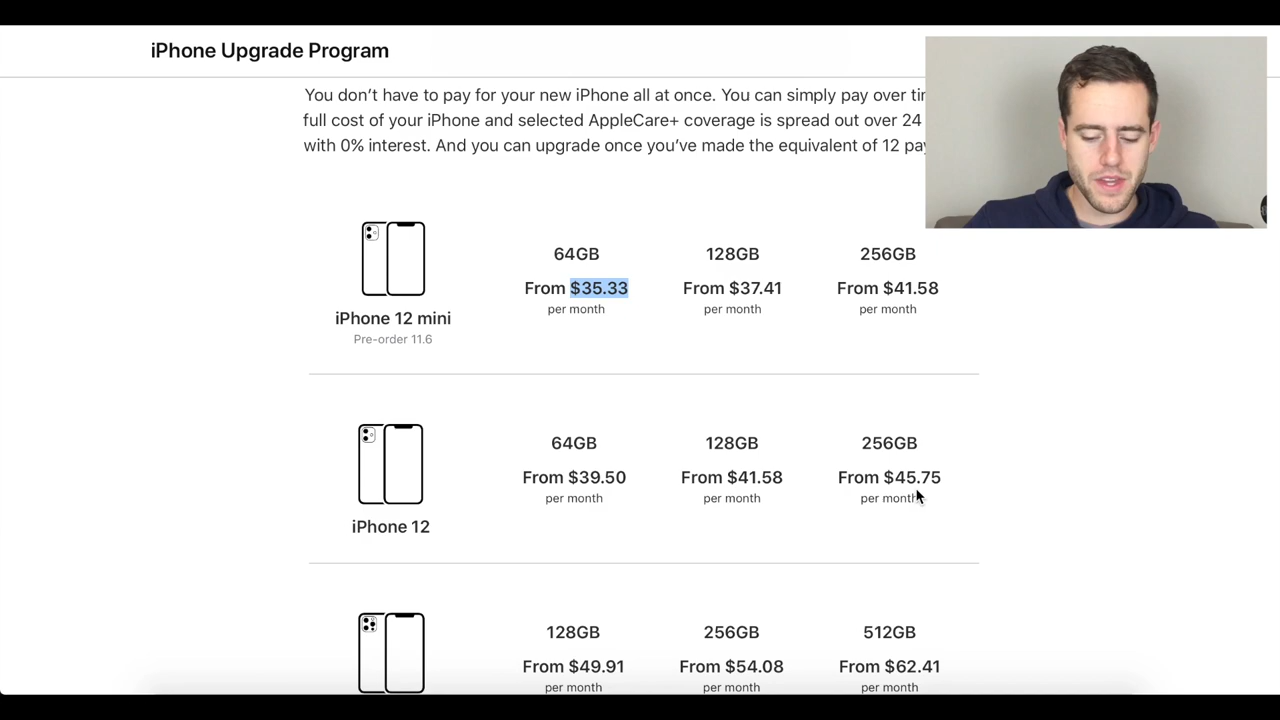 iPhone Upgrade Program
You don’t have to pay for your new iPhone all at once. You can simply pay over
full cost of your iPhone and selected AppleCare+ coverage is spread out over 24
with 0% interest. And you can upgrade once you’ve made the equivalent of 12
64GB 128GB 256GB
From $35.33 From $37.41 From $41.58
per month per month per month
iPhone 12 mini
Pre-order 11.6
64GB 128GB 256GB
From $39.50 From $41.58 From $45.75
per month per month per month
iPhone 12
128GB 256GB 512GB
From $49.91 From $54.08 From $62.41
per month per month per month